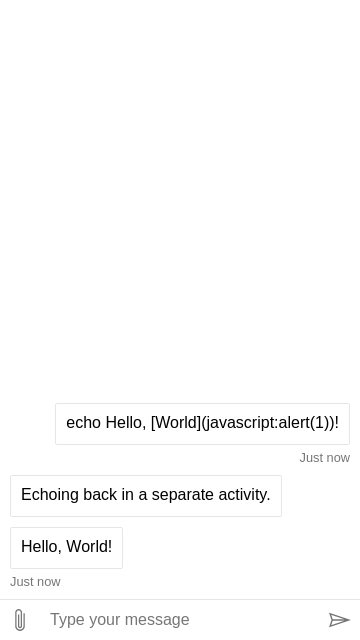 echo Hello, [World](javascript:alert(1))!
Just now
Echoing back in a separate activity.
Hello, World!
Just now
Type your message